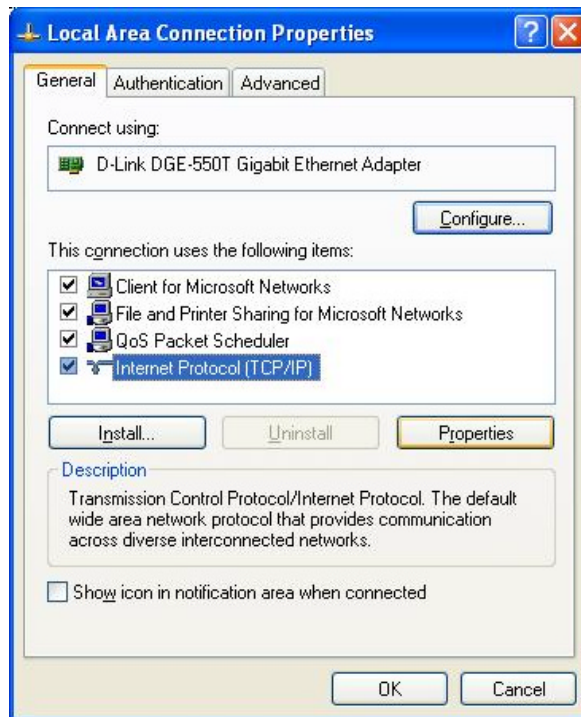 Local Area Connection Properties
General Authentication Advanced
Connect using:
D-Link DGE-550T Gigabit Ethernet Adapter
Configure...
This connection uses the following items:
Client for Microsoft Networks
File and Printer Sharing for Microsoft Networks
QoS Packet Scheduler
Internet Protocol (TCP/IP)
Install... Uninstall Properties
Description
Transmission Control Protocol/Internet Protocol. The default
wide area network protocol that provides communication
across diverse interconnected networks.
Show icon in notification area when connected
OK Cancel